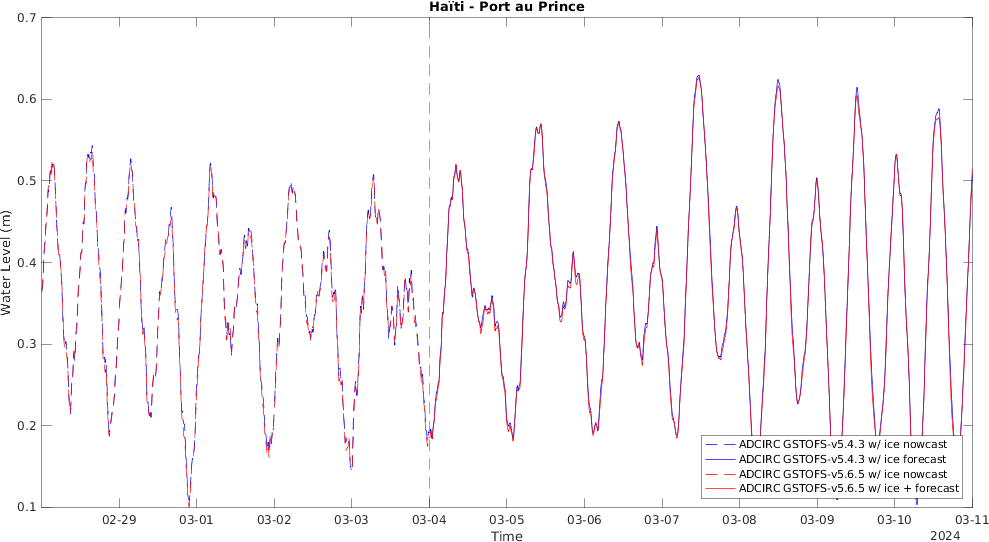 Haïti - Port au Prince
0.7
0.6
0.5
0.4
0.3
0.2
0.1
Water Level (m)
ADCIRC GSTOFS-v5.4.3 w/ ice nowcast
ADCIRC GSTOFS-v5.4.3 w/ ice forecast
ADCIRC GSTOFS-v5.6.5 w/ ice nowcast
ADCIRC GSTOFS-v5.6.5 w/ ice + forecast
02-29 03-01 03-02 03-03 03-04 03-05 03-06 03-07 03-08 03-09 03-10 03-11
Time
2024